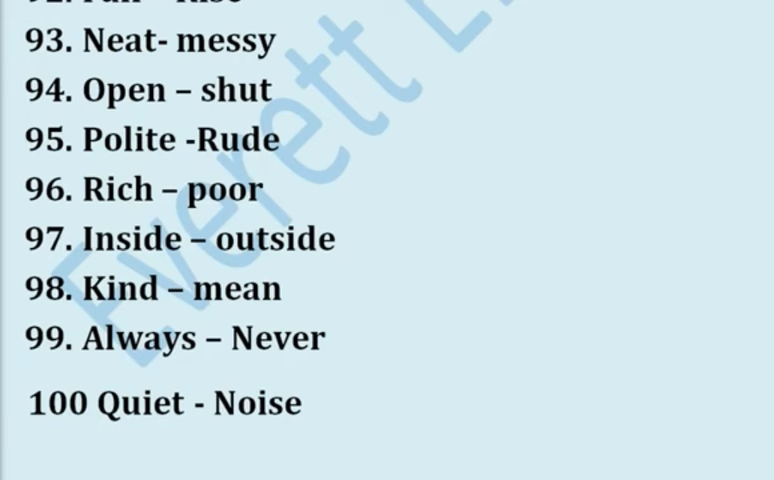 93. Neat- messy
94. Open – shut
95. Polite -Rude
96. Rich – poor
97. Inside – outside
98. Kind – mean
99. Always – Never
100 Quiet - Noise
Everett